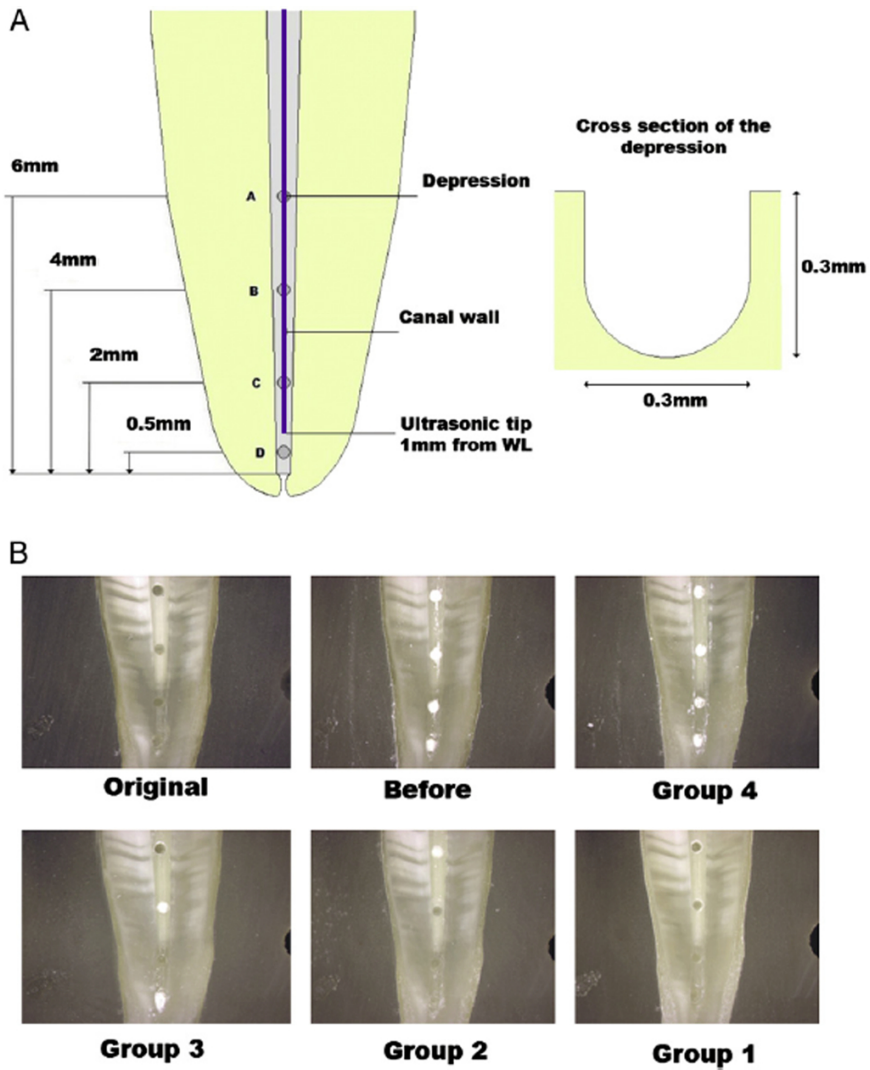 A
6mm
4mm
2mm
0.5mm
A
B
C
D
Depression
Canal wall
Ultrasonic tip
1mm from WL
Cross section of the
depression
0.3mm
0.3mm
B
Original
Before
Group 4
Group 3
Group 2
Group 1